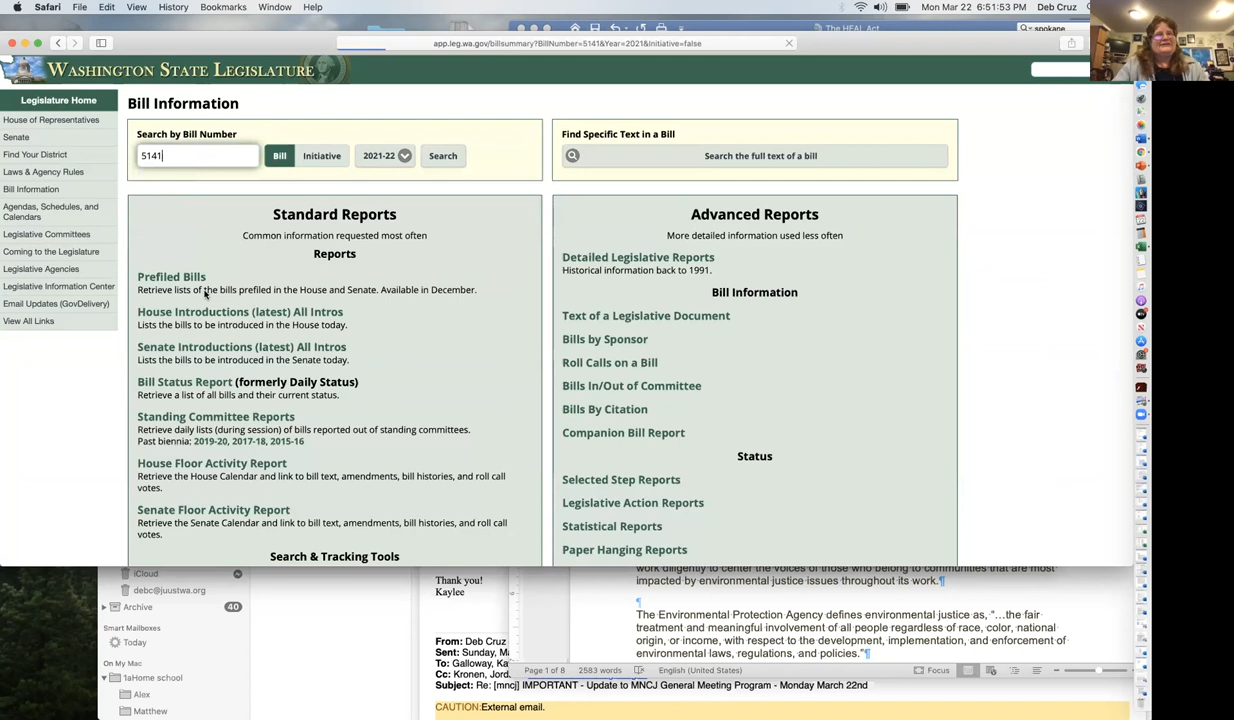 Safari File Edit View History Bookmarks Window Help
Mon Mar 22 6:51:53 PM Deb Cruz
The HEAL Act
spokane
app.leg.wa.gov/billsummary?BillNumber=5141&Year=2021&Initiative=false
WASHINGTON STATE LEGISLATURE
Legislature Home
House of Representatives
Senate
Find Your District
Laws & Agency Rules
Bill Information
Agendas, Schedules, and
Calendars
Legislative Committees
Coming to the Legislature
Legislative Agencies
Legislative Information Center
Email Updates (GovDelivery)
View All Links
Bill Information
Search by Bill Number
5141
Bill
Initiative
2021-22
Search
Find Specific Text in a Bill
Search the full text of a bill
Standard Reports
Common information requested most often
Reports
Prefiled Bills
Retrieve lists of the bills prefiled in the House and Senate. Available in December.
House Introductions (latest) All Intros
Lists the bills to be introduced in the House today.
Senate Introductions (latest) All Intros
Lists the bills to be introduced in the Senate today.
Bill Status Report (formerly Daily Status)
Retrieve a list of all bills and their current status.
Standing Committee Reports
Retrieve daily lists (during session) of bills reported out of standing committees.
Past biennia: 2019-20, 2017-18, 2015-16
House Floor Activity Report
Retrieve the House Calendar and link to bill text, amendments, bill histories, and roll call
votes.
Senate Floor Activity Report
Retrieve the Senate Calendar and link to bill text, amendments, bill histories, and roll call
votes.
Search & Tracking Tools
Advanced Reports
More detailed information used less often
Detailed Legislative Reports
Historical information back to 1991.
Bill Information
Text of a Legislative Document
Bills by Sponsor
Roll Calls on a Bill
Bills In/Out of Committee
Bills By Citation
Companion Bill Report
Status
Selected Step Reports
Legislative Action Reports
Statistical Reports
Paper Hanging Reports
iCloud
debc@juustwa.org
Archive 40
Smart Mailboxes
Today
On My Mac
1aHome school
Alex
Matthew
Thank you!
Kaylee
From: Deb Cruz
Sent: Sunday, M
To: Galloway, Ka
Cc: Kronen, Jord
Subject: Re: [mncj] IMPORTANT - Update to MNCJ General Meeting Program - Monday March 22nd
CAUTION:External email.
work diligently to center the voices of those who belong to communities that are most
impacted by environmental justice issues throughout its work.¶
¶
The Environmental Protection Agency defines environmental justice as, “…the fair
treatment and meaningful involvement of all people regardless of race, color, national
origin, or income, with respect to the development, implementation, and enforcement of
environmental laws, regulations, and policies.”¶
Page 1 of 8 2583 words English (United States) Focus